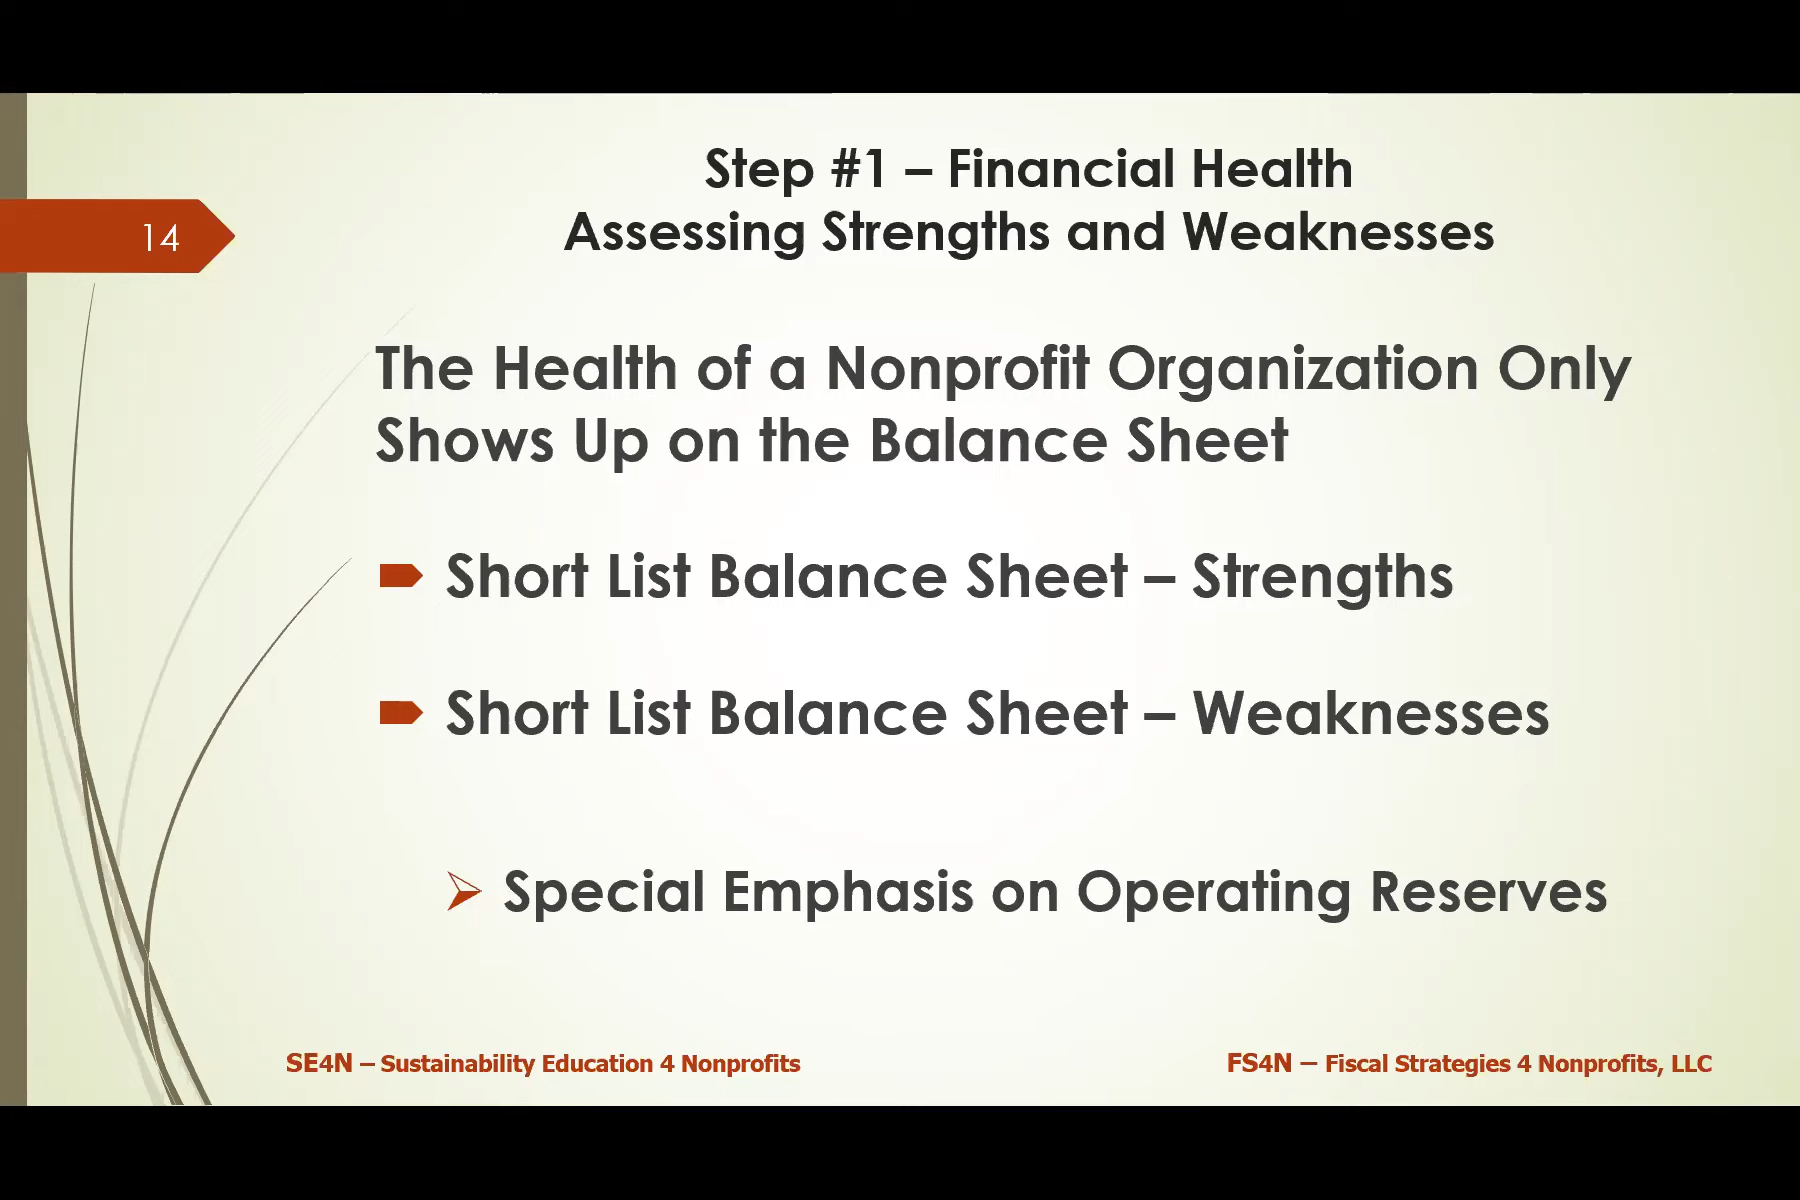 Step #1 – Financial Health
Assessing Strengths and Weaknesses
14
The Health of a Nonprofit Organization Only
Shows Up on the Balance Sheet
Short List Balance Sheet – Strengths
Short List Balance Sheet – Weaknesses
Special Emphasis on Operating Reserves
SE4N – Sustainability Education 4 Nonprofits
FS4N – Fiscal Strategies 4 Nonprofits, LLC